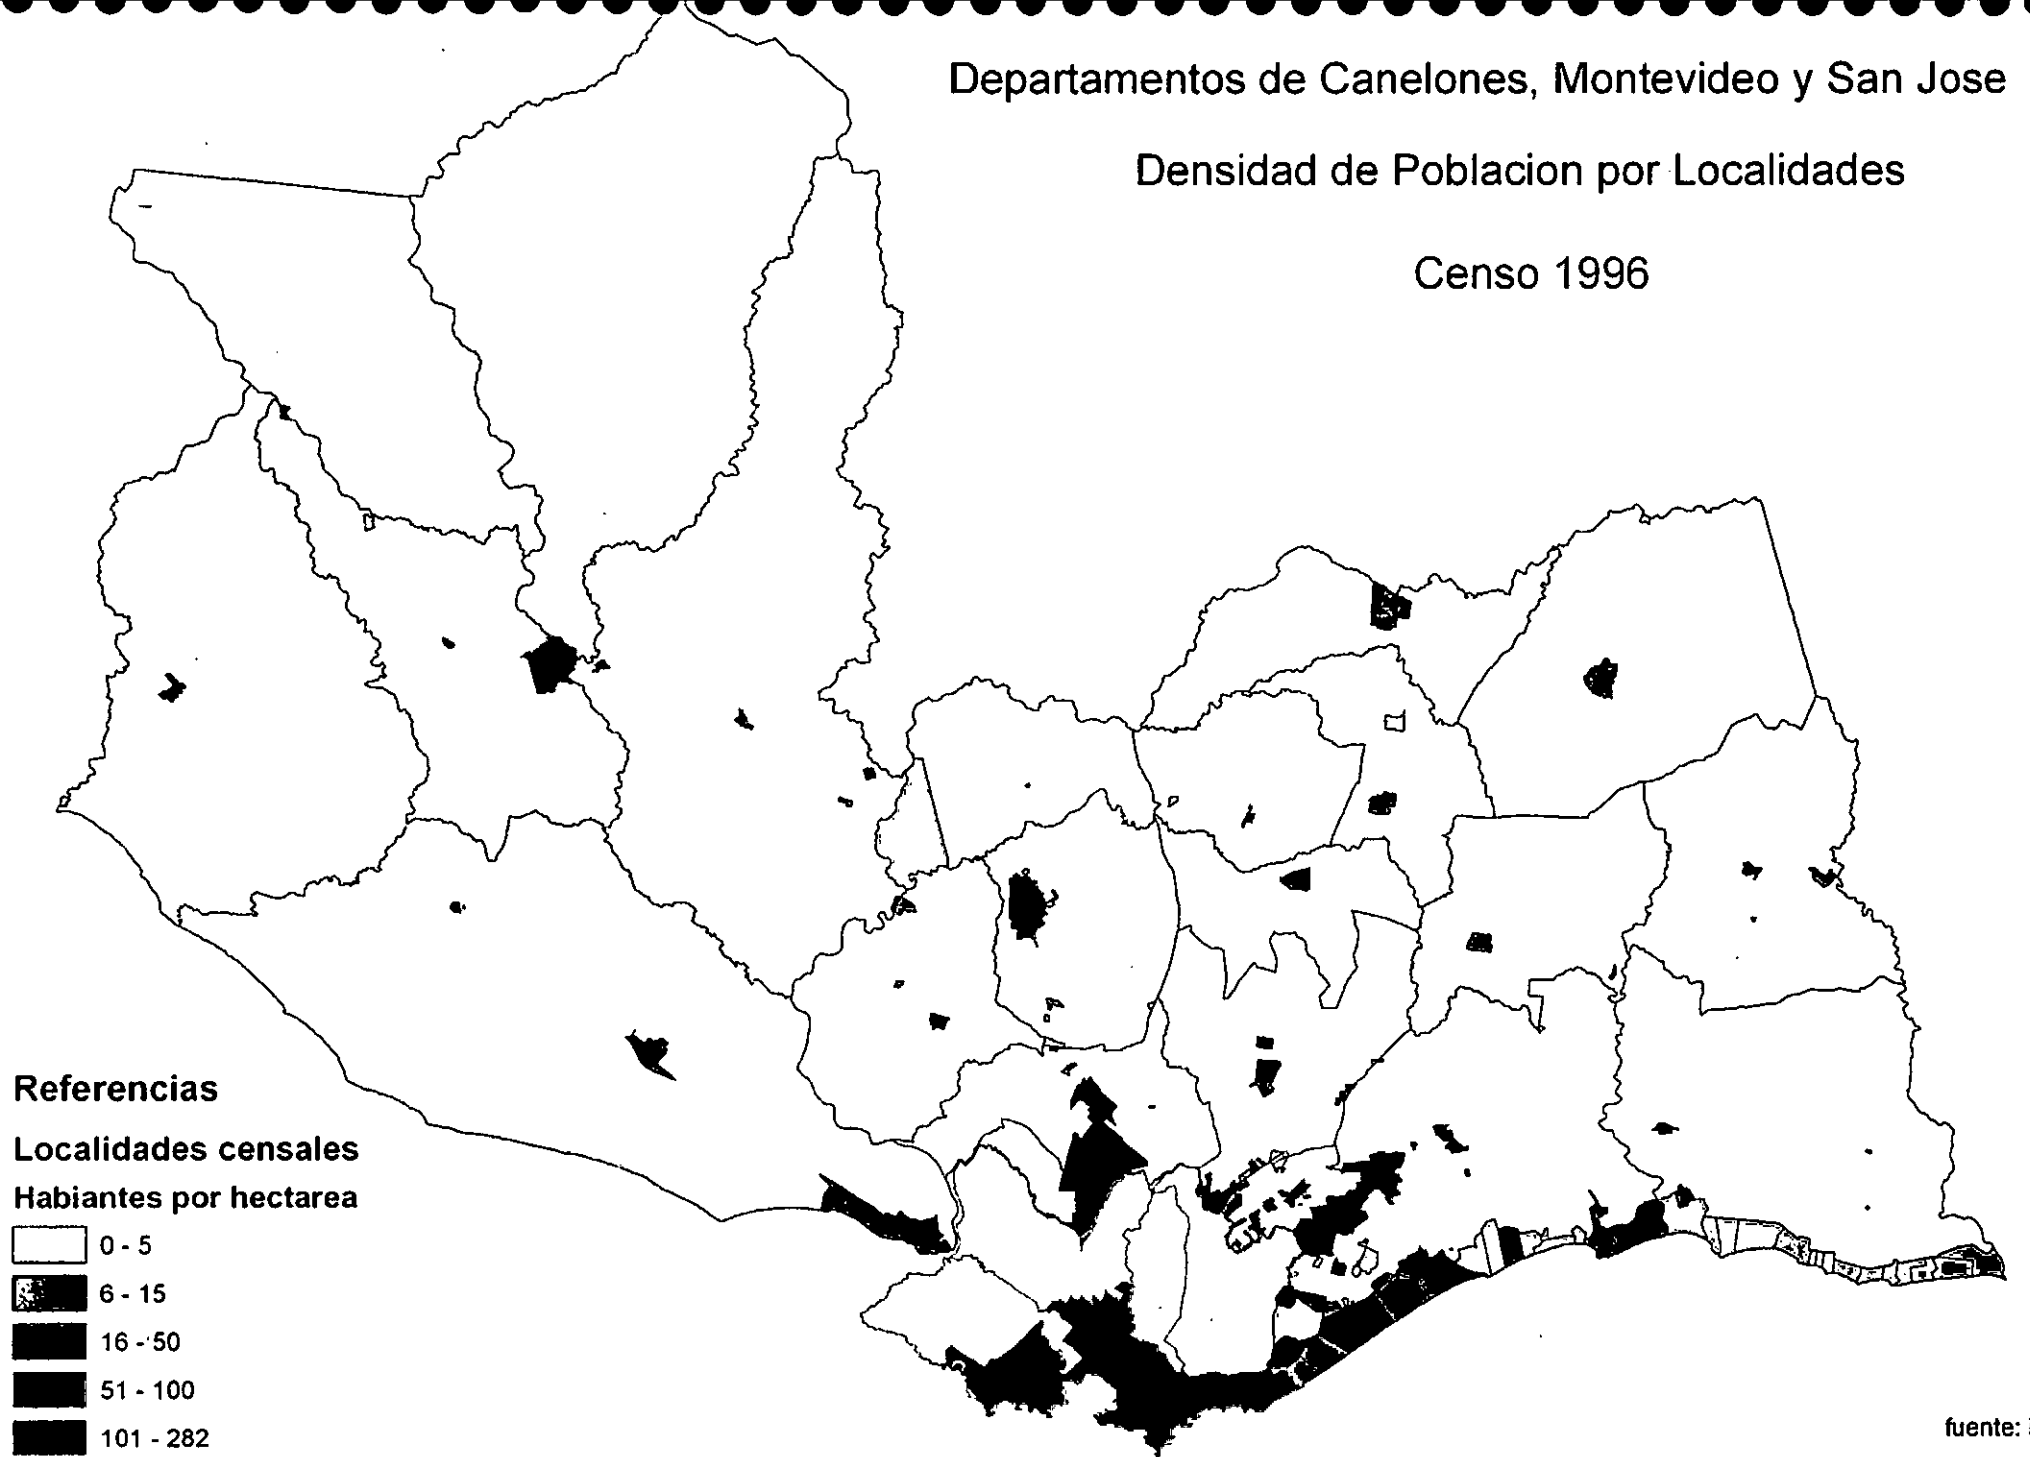 Departamentos de Canelones, Montevideo y San Jose
Densidad de Poblacion por Localidades
Censo 1996
Referencias
Localidades censales
Habiantes por hectarea
0 - 5
6 - 15
16 - 50
51 - 100
101 - 282
fuente: